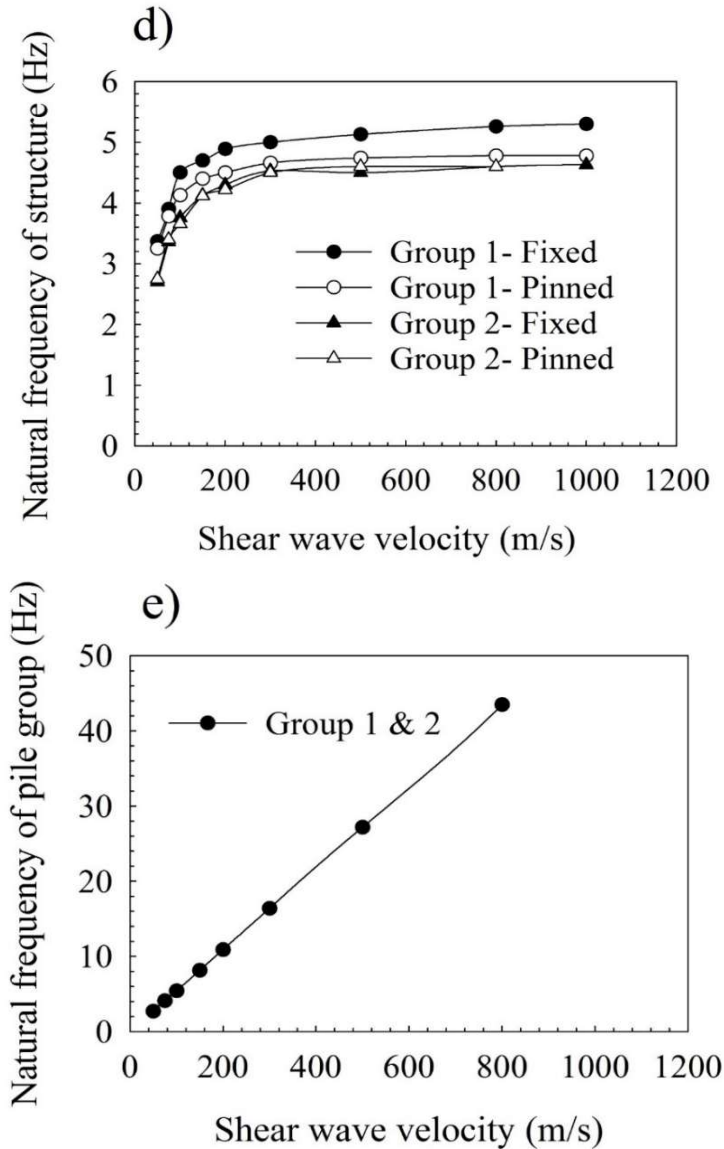 d)
Natural frequency of structure (Hz)
6
5
4
3
2
1
0
Group 1- Fixed
Group 1- Pinned
Group 2- Fixed
Group 2- Pinned
0 200 400 600 800 1000 1200
Shear wave velocity (m/s)
e)
Natural frequency of pile group (Hz)
50
40
30
20
10
0
Group 1 & 2
0 200 400 600 800 1000 1200
Shear wave velocity (m/s)